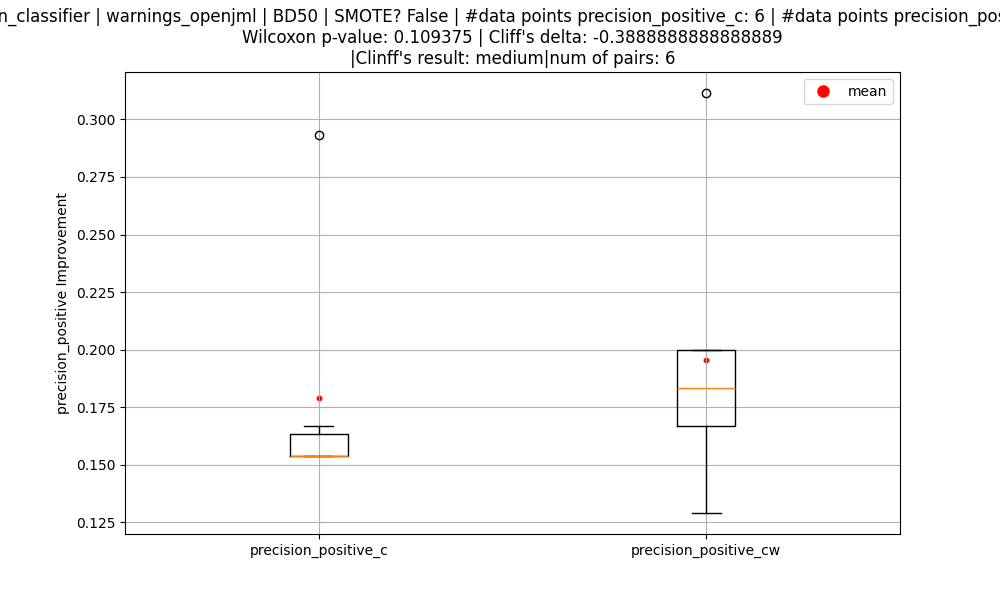 n_classifier | warnings_openjml | BD50 | SMOTE? False | #data points precision_positive_c: 6 | #data points precision_pos
Wilcoxon p-value: 0.109375 | Cliff's delta: -0.3888888888888889
|Clinff's result: medium|num of pairs: 6
mean
0.300
0.275
0.250
0.225
0.200
0.175
0.150
0.125
precision_positive Improvement
precision_positive_c
precision_positive_cw